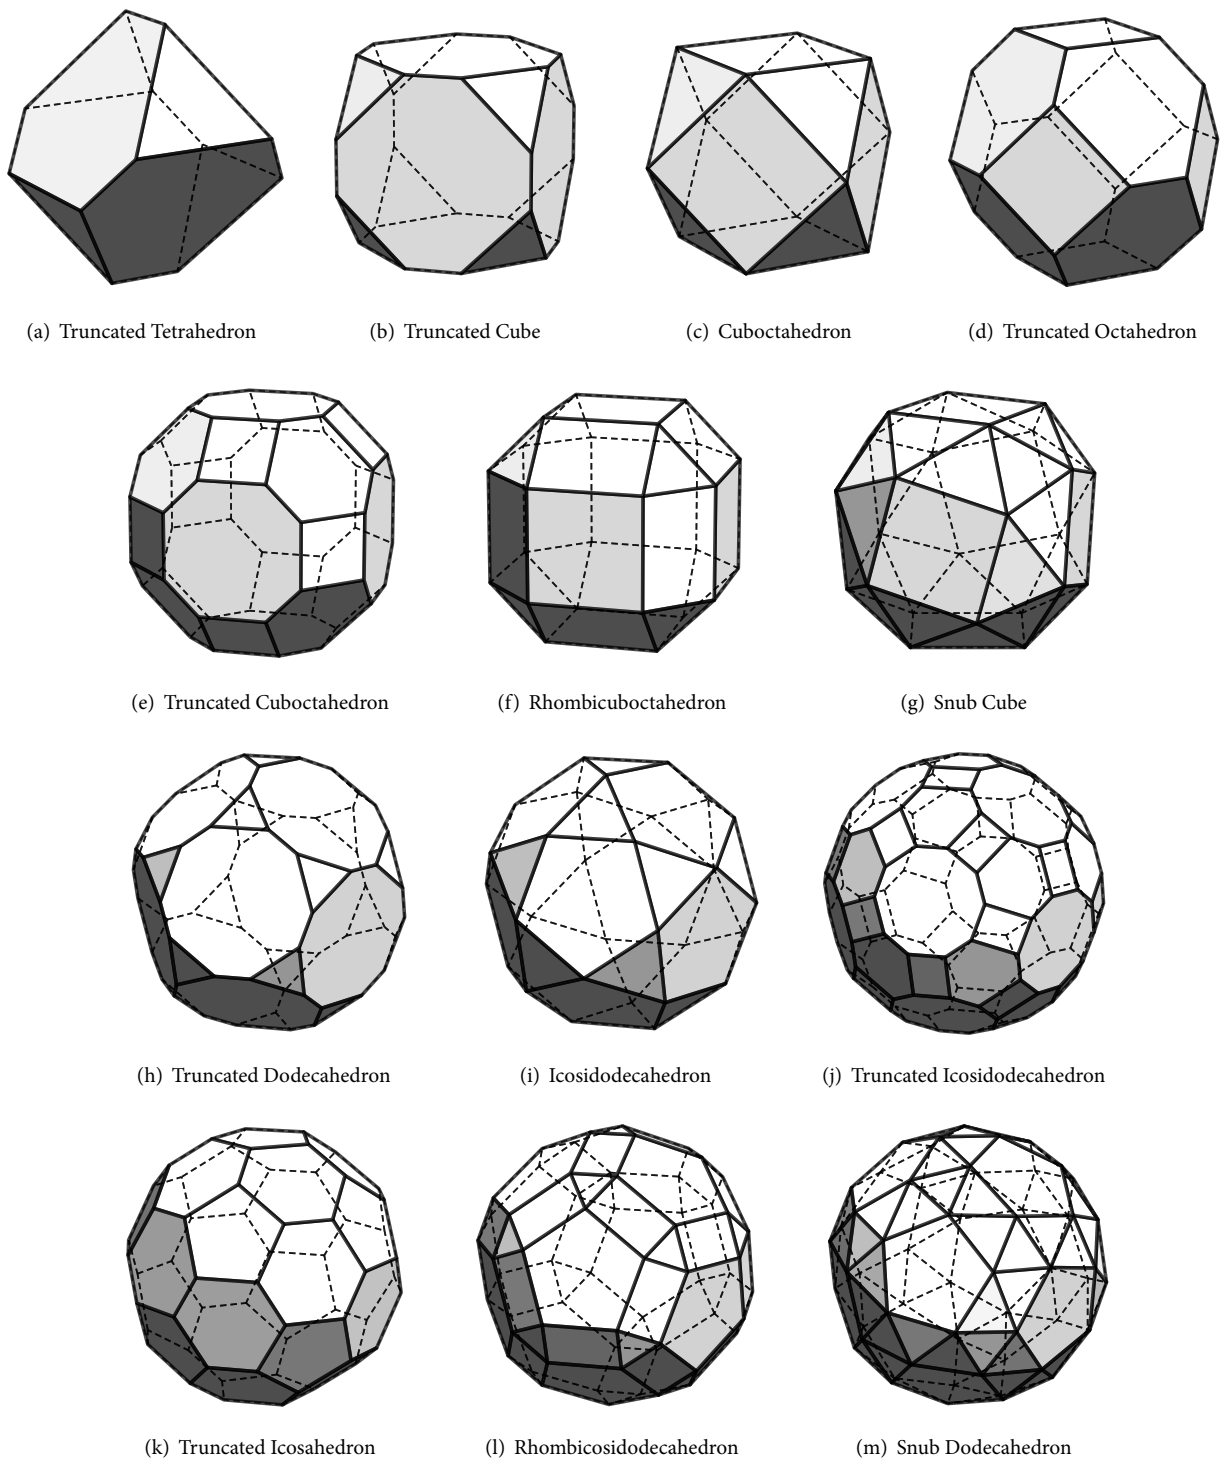 (a) Truncated Tetrahedron
(b) Truncated Cube
(c) Cuboctahedron
(d) Truncated Octahedron
(e) Truncated Cuboctahedron
(f) Rhombicuboctahedron
(g) Snub Cube
(h) Truncated Dodecahedron
(i) Icosidodecahedron
(j) Truncated Icosidodecahedron
(k) Truncated Icosahedron
(l) Rhombicosidodecahedron
(m) Snub Dodecahedron